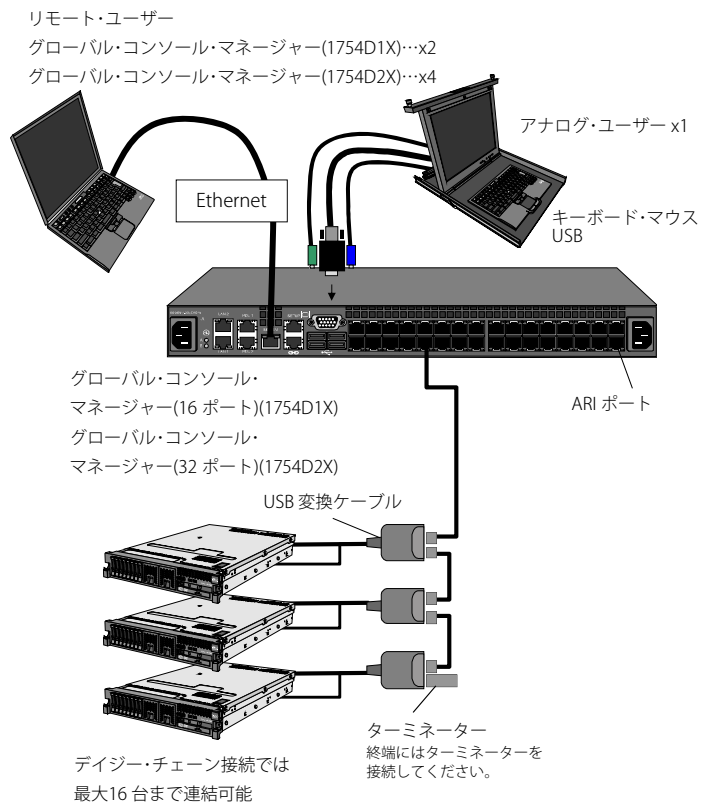 リモート・ユーザー
グローバル・コンソール・マネージャー(1754D1X)…x2
グローバル・コンソール・マネージャー(1754D2X)…x4
アナログ・ユーザー x1
Ethernet
キーボード・マウス
USB
グローバル・コンソール・
マネージャー(16 ポート)(1754D1X)
グローバル・コンソール・
マネージャー(32 ポート)(1754D2X)
ARI ポート
USB 変換ケーブル
ターミネーター
終端にはターミネーターを
接続してください。
デイジー・チェーン接続では
最大16 台まで連結可能